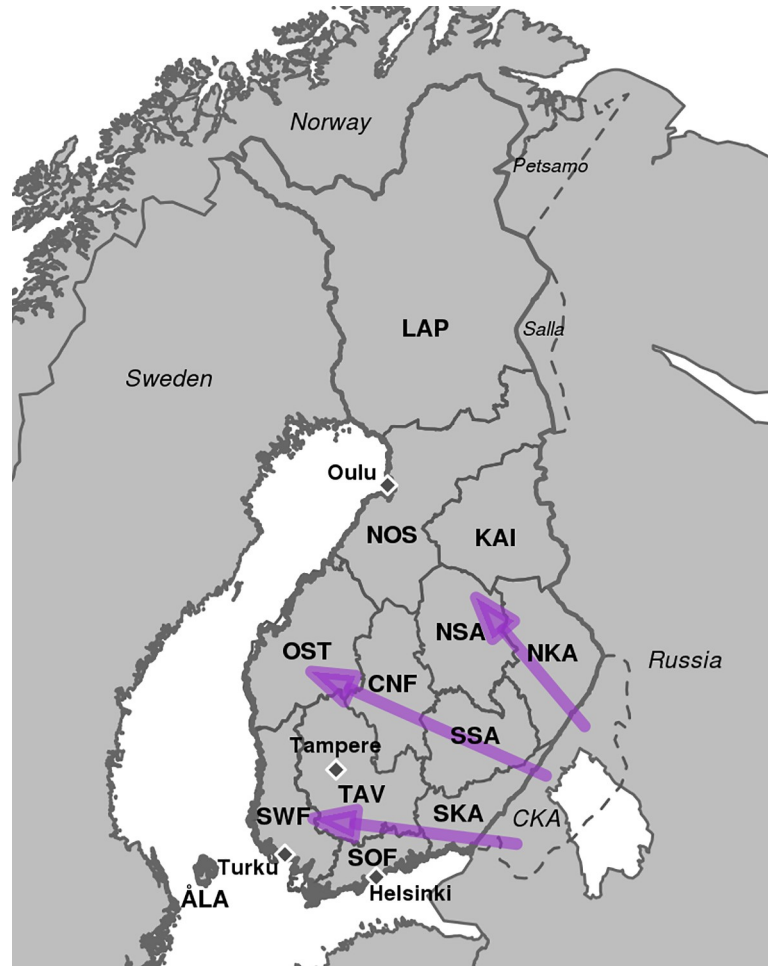 Norway
Petsamo
LAP
Salla
Sweden
Oulu
NOS
KAI
NSA
OST
NKA
Russia
CNF
SSA
Tampere
TAV
SWF
SKA
CKA
SOF
Turku
Helsinki
ÅLA